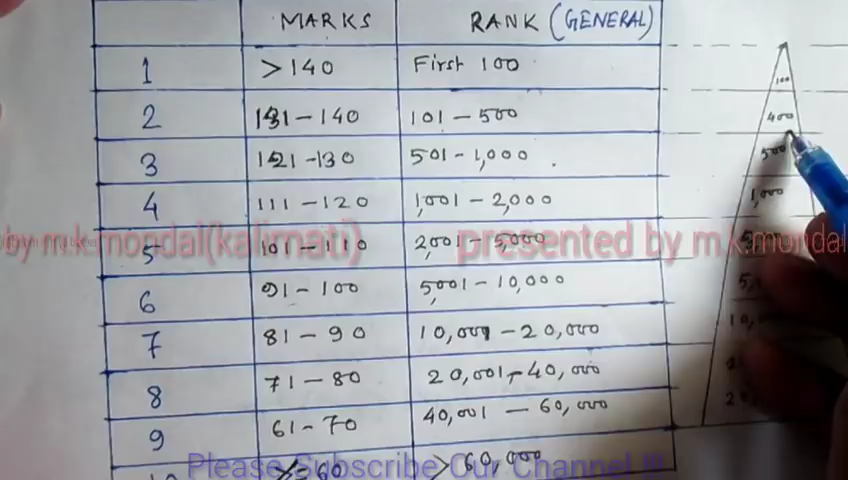 MARKS RANK (GENERAL)
1 >140 First 100 100
2 131-140 101-500 400
3 121-130 501-1,000 500
4 111-120 1,001-2,000 1,000
by m.k.mondal(kalimati) presented by m.k.mondal
5 101-110 2,001-5,000
6 91-100 5,001-10,000
7 81-90 10,001-20,000
8 71-80 20,001-40,000
9 61-70 40,001-60,000
10 ≤60 >60,000
Please Subscribe Our Channel !!